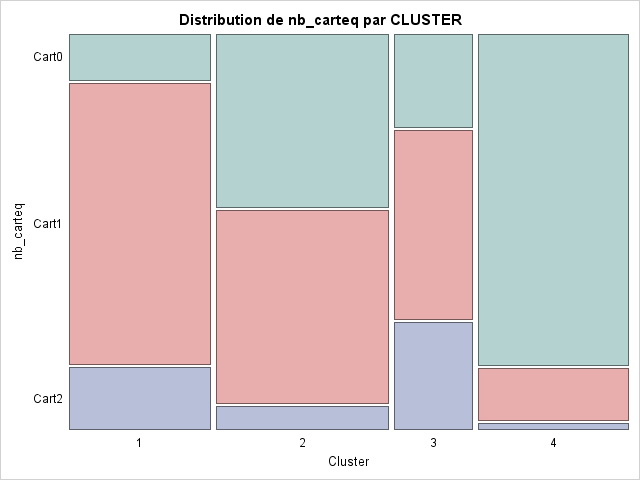 Distribution de nb_carteq par CLUSTER
Cart0
Cart1
Cart2
nb_carteq
1 2 3 4
Cluster